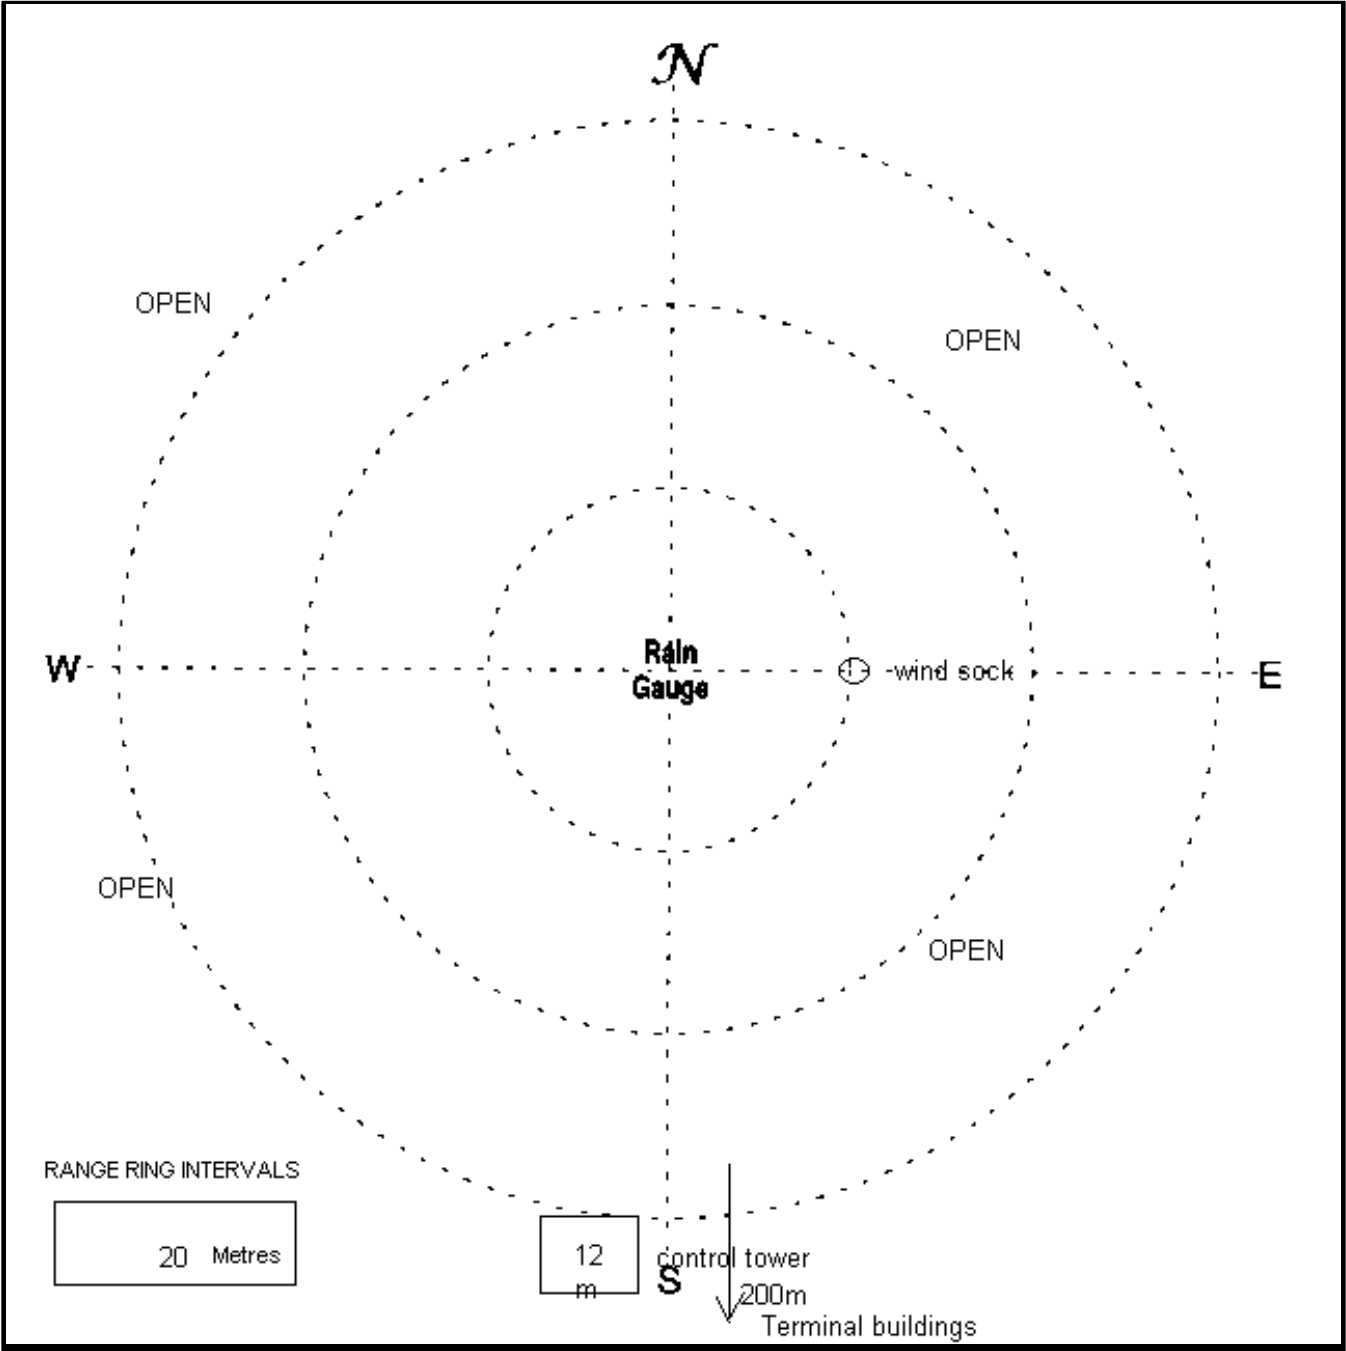 N
OPEN
OPEN
Rain
Gauge
W
wind sock
E
OPEN
OPEN
RANGE RING INTERVALS
20 Metres
12
m
control tower
S
200m
Terminal buildings